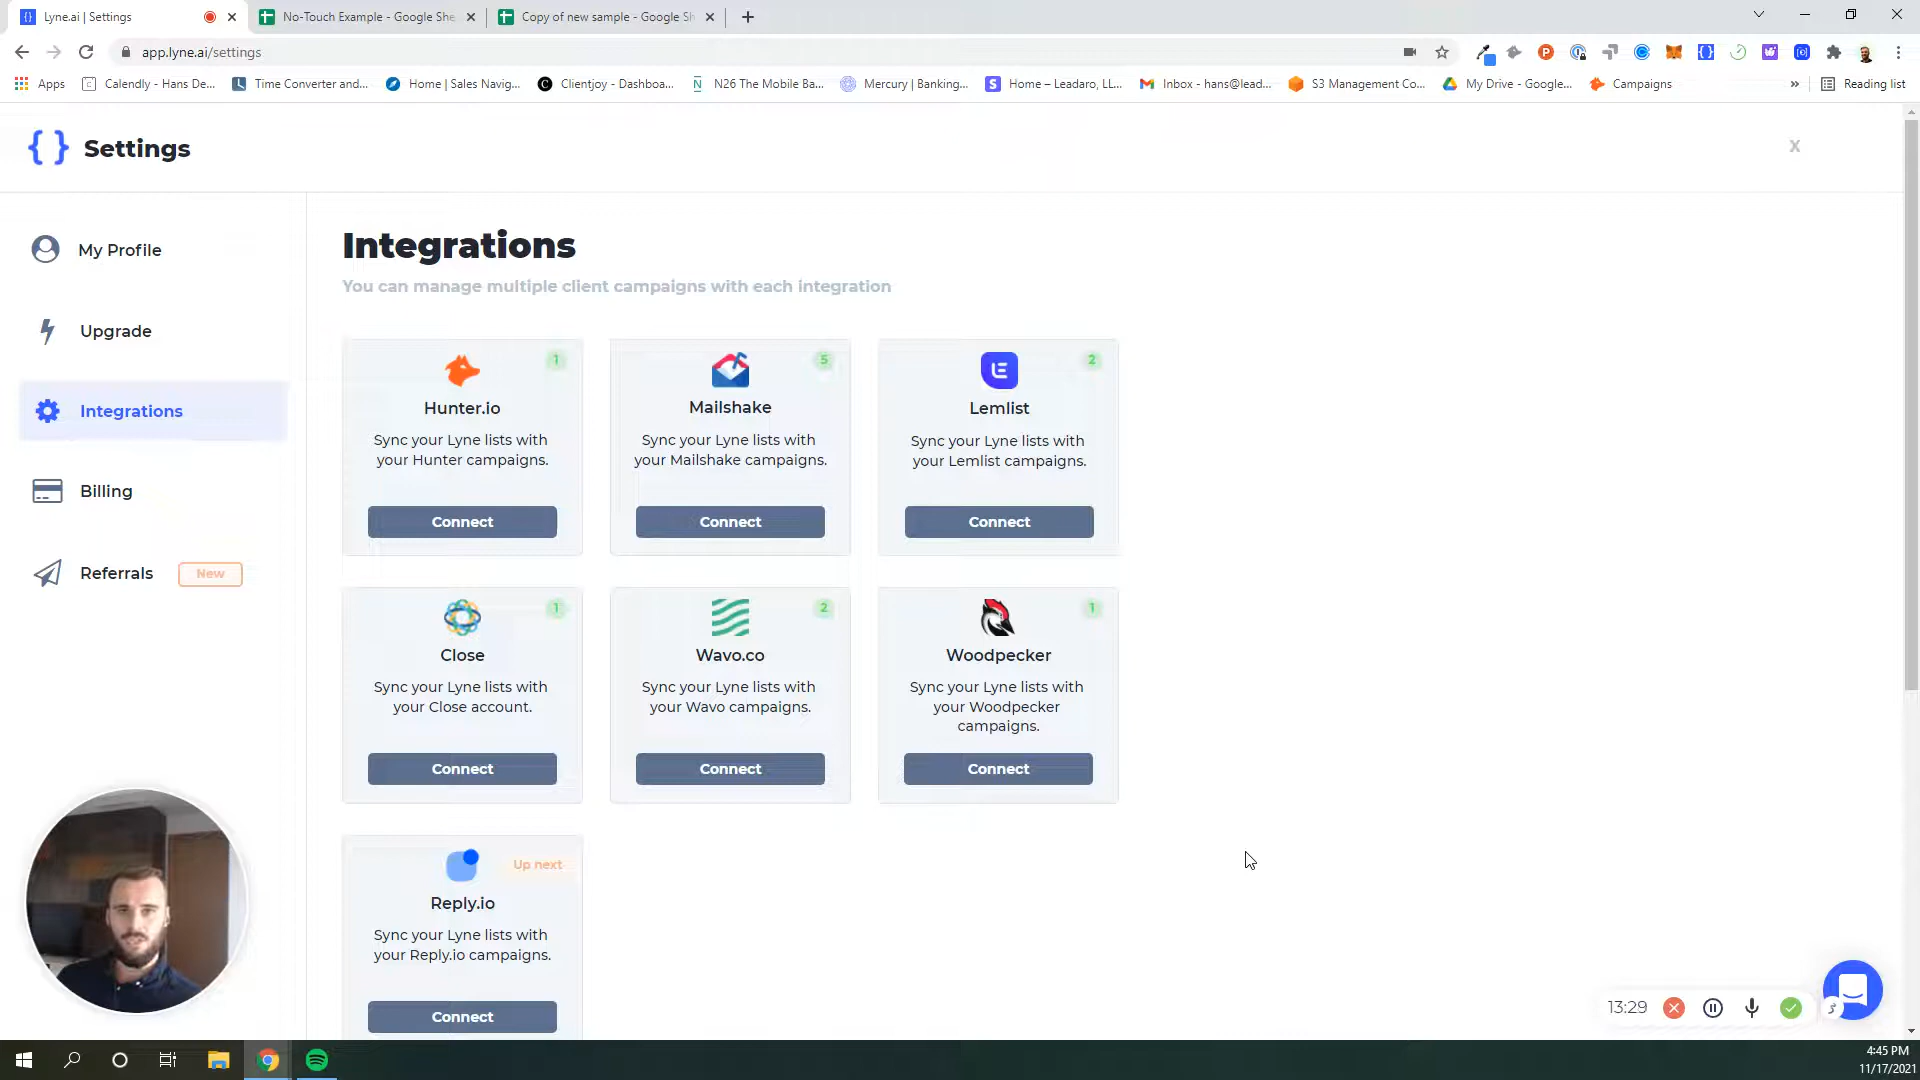 Lyne.ai | Settings
No-Touch Example - Google She
Copy of new sample - Google Sh
app.lyne.ai/settings
Apps
Calendly - Hans De...
Time Converter and...
Home | Sales Navig...
Clientjoy - Dashboa...
N26 The Mobile Ba...
Mercury | Banking...
Home – Leadaro, LL...
Inbox - hans@lead...
S3 Management Co...
My Drive - Google...
Campaigns
»
Reading list
{ } Settings
X
My Profile
Upgrade
Integrations
Billing
Referrals
New
Integrations
You can manage multiple client campaigns with each integration
1
Hunter.io
Sync your Lyne lists with
your Hunter campaigns.
Connect
5
Mailshake
Sync your Lyne lists with
your Mailshake campaigns.
Connect
2
Lemlist
Sync your Lyne lists with
your Lemlist campaigns.
Connect
1
Close
Sync your Lyne lists with
your Close account.
Connect
2
Wavo.co
Sync your Lyne lists with
your Wavo campaigns.
Connect
1
Woodpecker
Sync your Lyne lists with
your Woodpecker
campaigns.
Connect
Up next
Reply.io
Sync your Lyne lists with
your Reply.io campaigns.
Connect
13:29
4:45 PM
11/17/2021